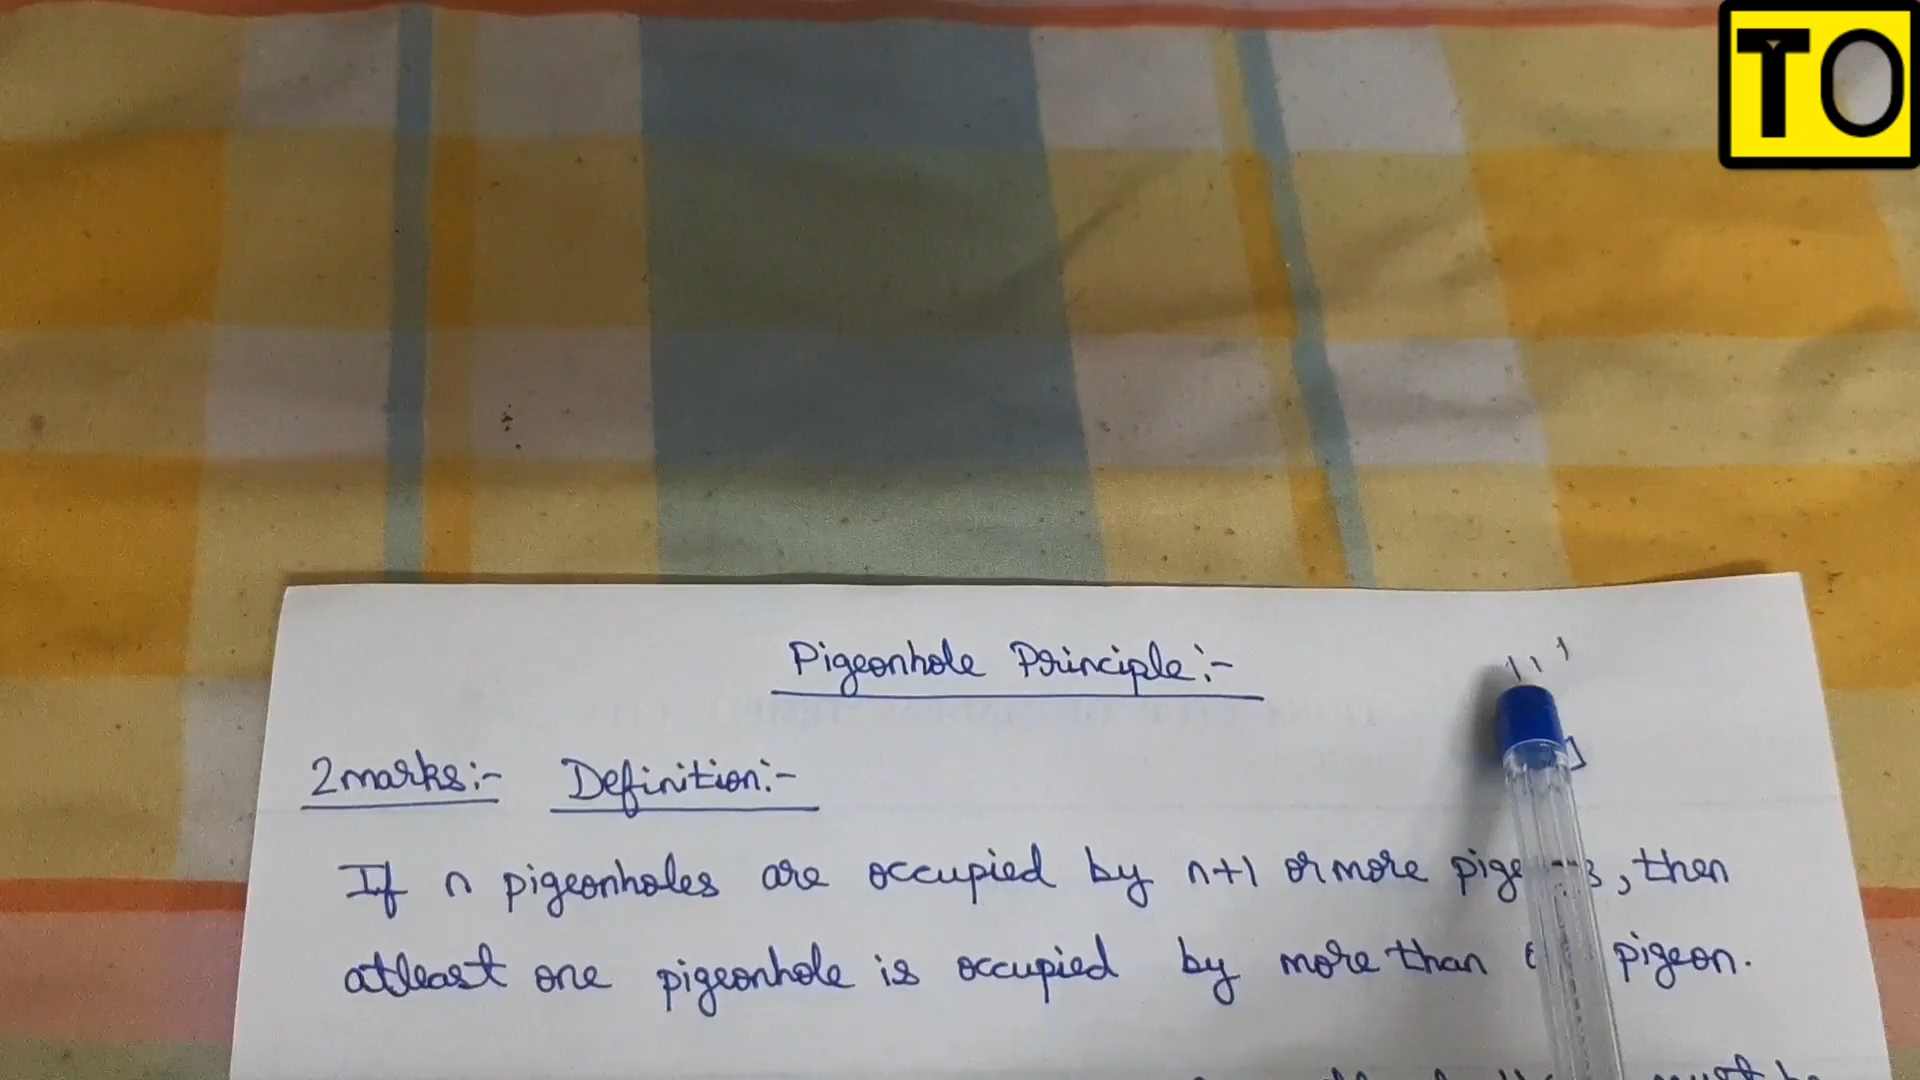 TO
Pigeonhole Principle:-
2marks:- Definition:-
If n pigeonholes are occupied by n+1 or more , then
atleast one pigeonhole is occupied by more than pigeon.